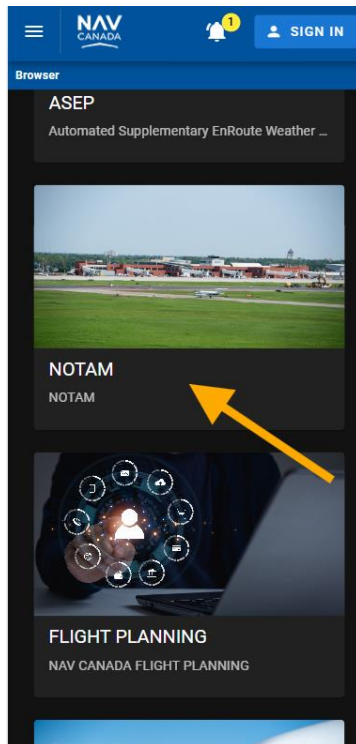 NAV
CANADA
1
SIGN IN
Browser
ASEP
Automated Supplementary EnRoute Weather ...
NOTAM
NOTAM
FLIGHT PLANNING
NAV CANADA FLIGHT PLANNING